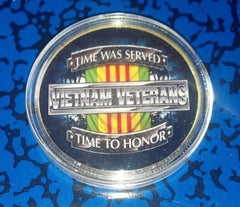 TIME WAS SERVED
VIETNAM VETERANS
TIME TO HONOR